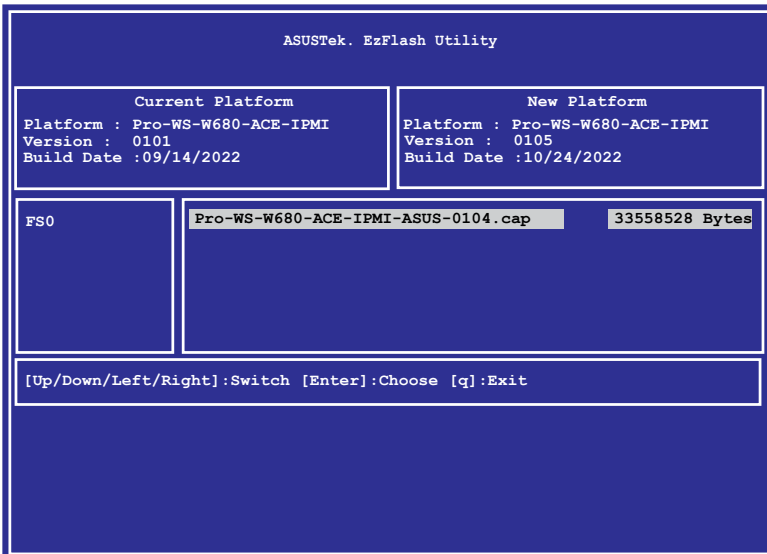 ASUSTek. EzFlash Utility
Current Platform
Platform : Pro-WS-W680-ACE-IPMI
Version : 0101
Build Date :09/14/2022
New Platform
Platform : Pro-WS-W680-ACE-IPMI
Version : 0105
Build Date :10/24/2022
FS0
Pro-WS-W680-ACE-IPMI-ASUS-0104.cap 33558528 Bytes
[Up/Down/Left/Right]:Switch [Enter]:Choose [q]:Exit